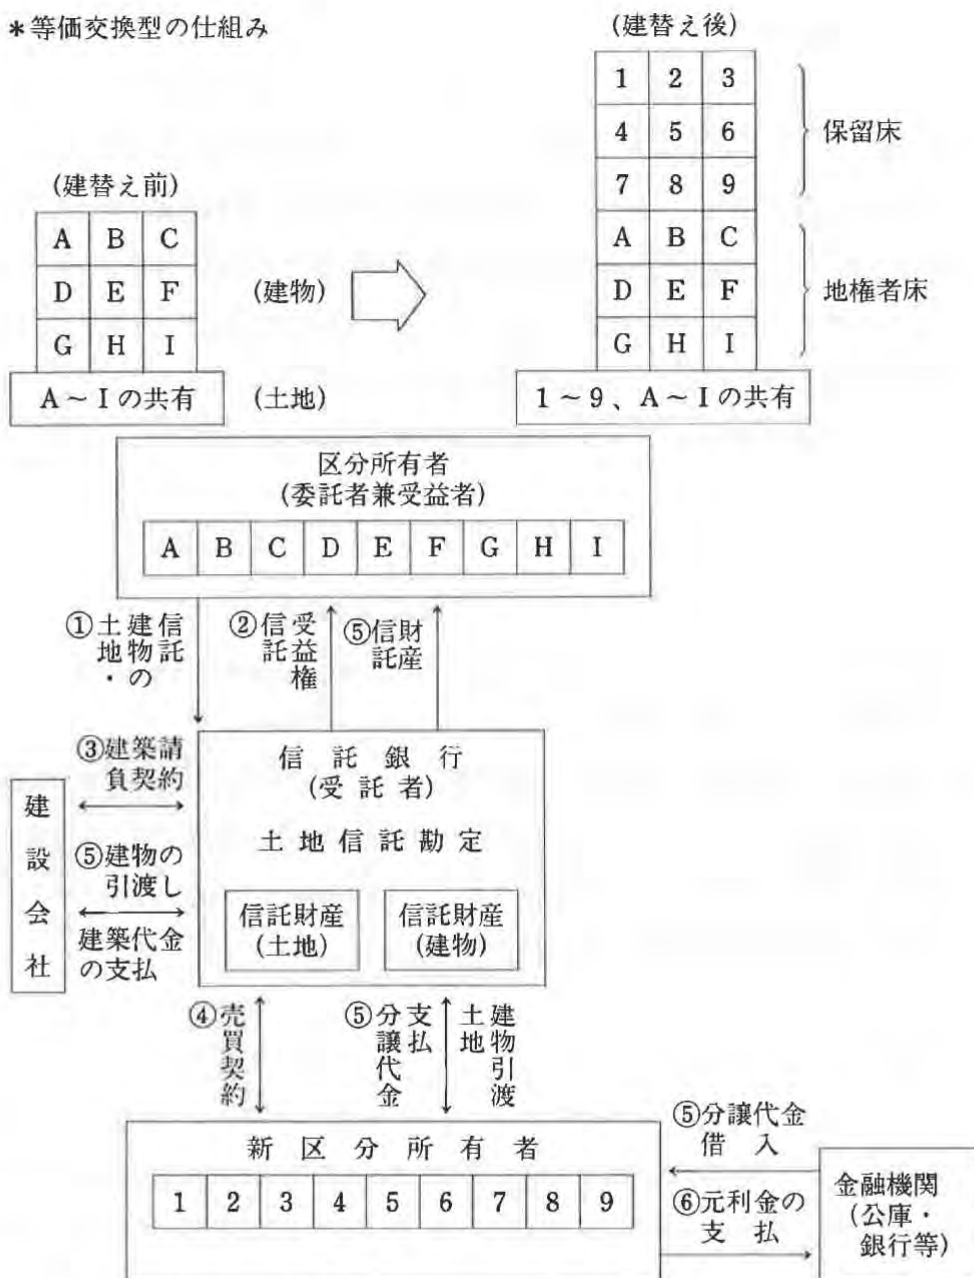 ＊等価交換型の仕組み
(建替え後)
1 2 3
4 5 6
7 8 9
A B C
D E F
G H I
保留床
地権者床
1～9、A～Iの共有
(建替え前)
A B C
D E F
G H I
A～Iの共有
(建物)
(土地)
区分所有者
(委託者兼受益者)
A B C D E F G H I
①土地・
建物の
信託
②信託
受益権
⑤信託
財産
信託銀行
(受託者)
土地信託勘定
信託財産
(土地)
信託財産
(建物)
③建築請
負契約
⑤建物の
引渡し
建築代金
の支払
建設会社
④売買契約
⑤分譲代金
支払
土地
建物引渡
新区分所有者
1 2 3 4 5 6 7 8 9
⑤分譲代金
借入
⑥元利金の
支払
金融機関
(公庫・
銀行等)